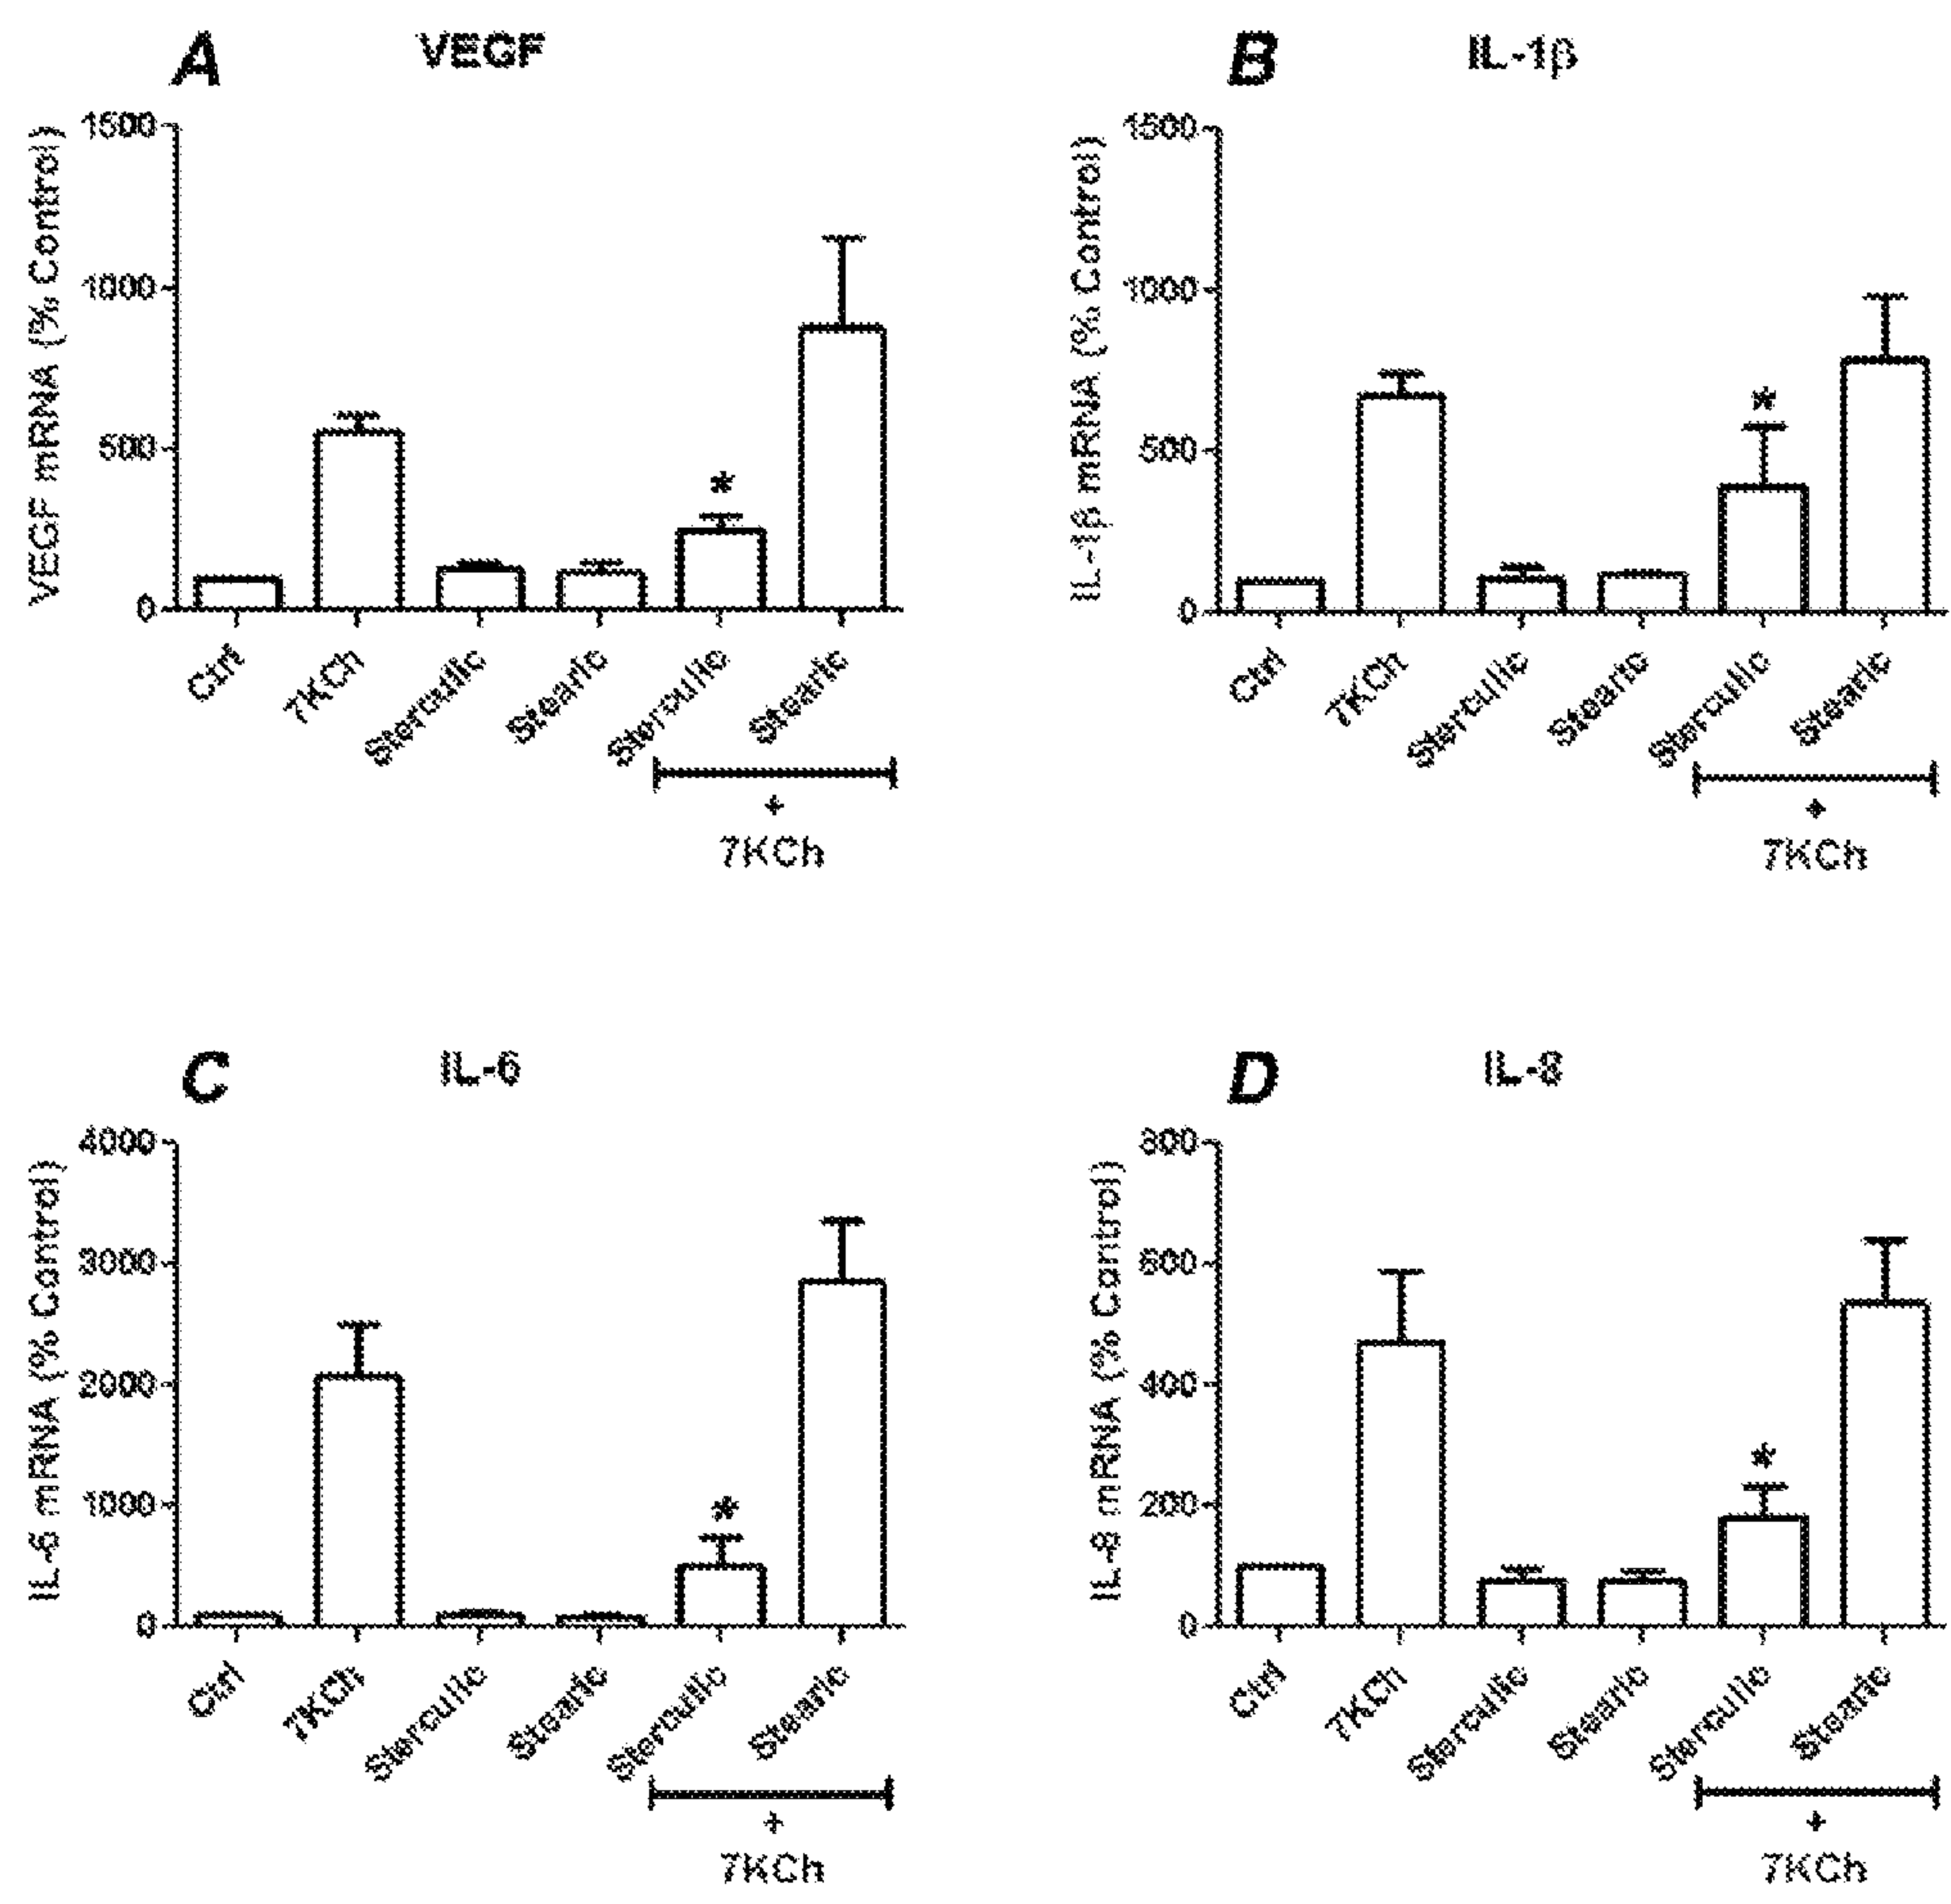 A VEGF
VEGF mRNA (% Control)
1500
1000
500
0
Ctrl
7KCh
Sterculic
Stearic
Sterculic
Stearic
+
7KCh
*
B IL-1β
IL-1β mRNA (% Control)
1500
1000
500
0
Ctrl
7KCh
Sterculic
Stearic
Sterculic
Stearic
+
7KCh
*
C IL-6
IL-6 mRNA (% Control)
4000
3000
2000
1000
0
Ctrl
7KCh
Sterculic
Stearic
Sterculic
Stearic
+
7KCh
*
D IL-8
IL-8 mRNA (% Control)
800
600
400
200
0
Ctrl
7KCh
Sterculic
Stearic
Sterculic
Stearic
+
7KCh
*